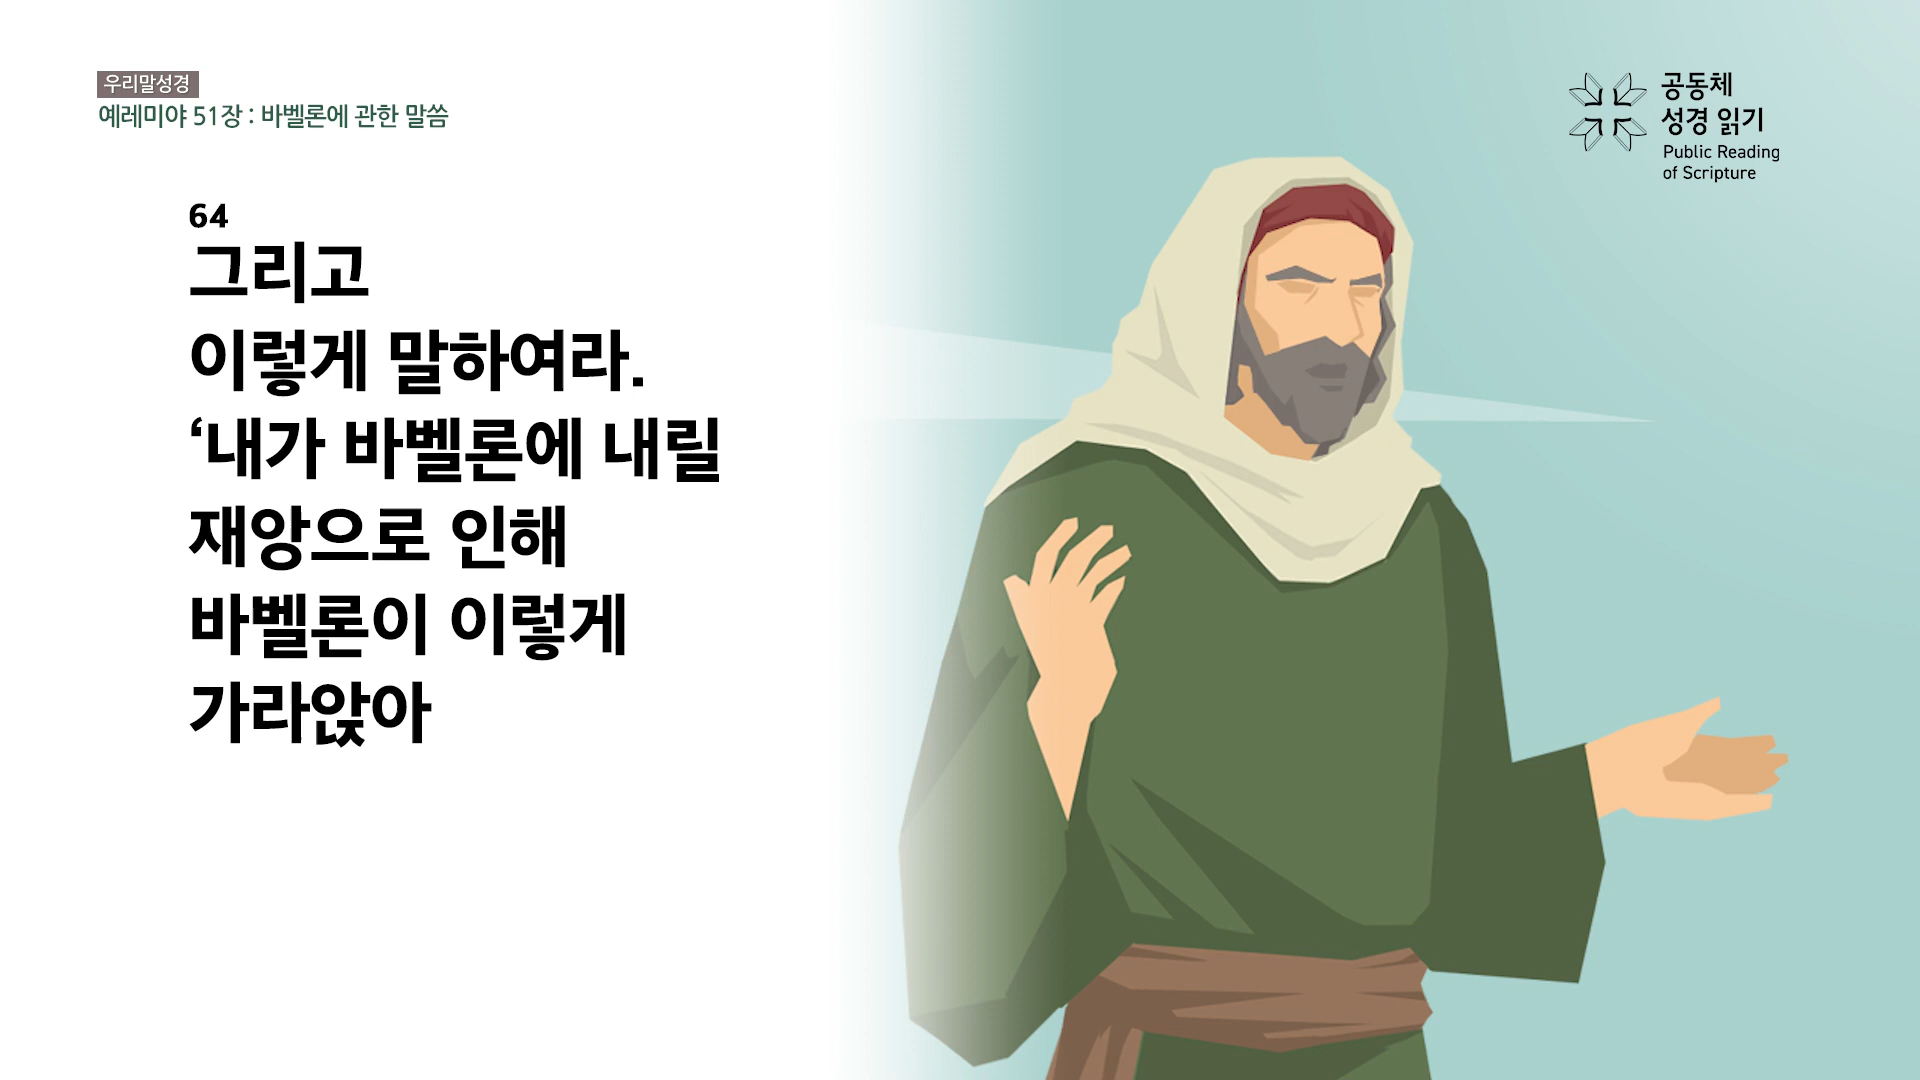 우리말성경
예레미야 51장 : 바벨론에 관한 말씀
공동체
성경 읽기
Public Reading
of Scripture
64
그리고
이렇게 말하여라.
‘내가 바벨론에 내릴
재앙으로 인해
바벨론이 이렇게
가라앉아